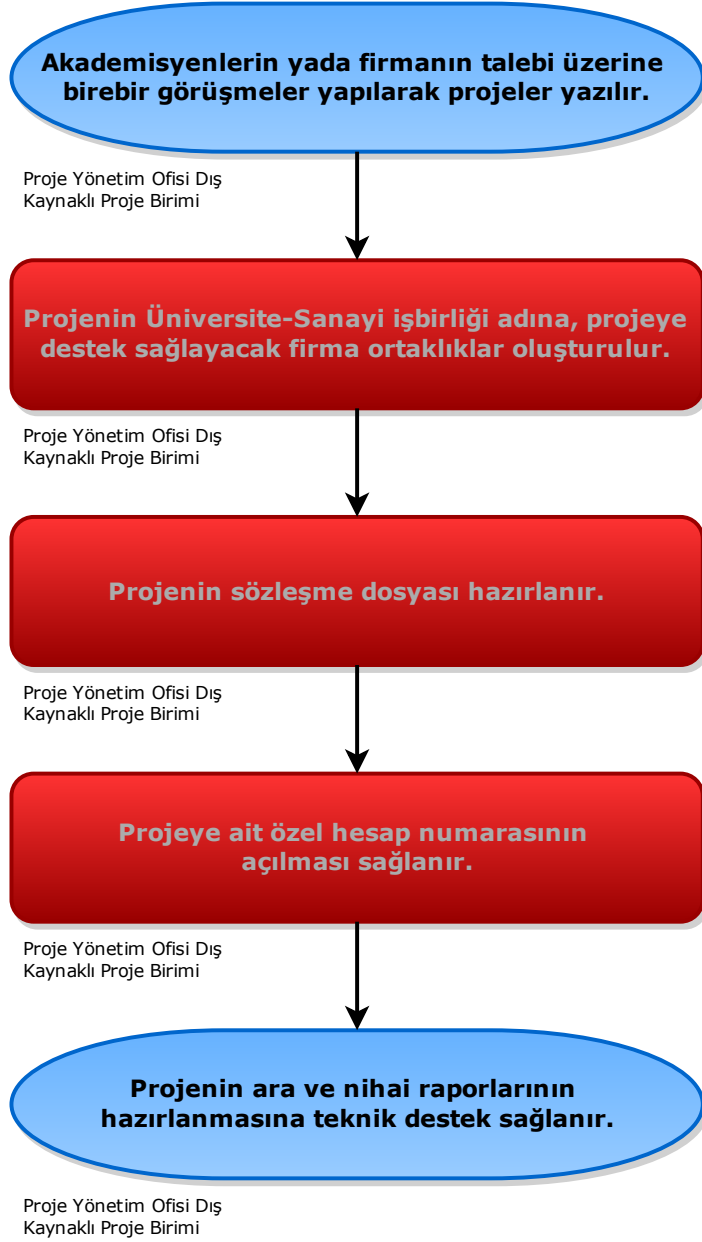 Akademisyenlerin yada firmanın talebi üzerine
birebir görüşmeler yapılarak projeler yazılır.
Proje Yönetim Ofisi Dış
Kaynaklı Proje Birimi
Projenin Üniversite-Sanayi işbirliği adına, projeye
destek sağlayacak firma ortaklıklar oluşturulur.
Proje Yönetim Ofisi Dış
Kaynaklı Proje Birimi
Projenin sözleşme dosyası hazırlanır.
Proje Yönetim Ofisi Dış
Kaynaklı Proje Birimi
Projeye ait özel hesap numarasının
açılması sağlanır.
Proje Yönetim Ofisi Dış
Kaynaklı Proje Birimi
Projenin ara ve nihai raporlarının
hazırlanmasına teknik destek sağlanır.
Proje Yönetim Ofisi Dış
Kaynaklı Proje Birimi